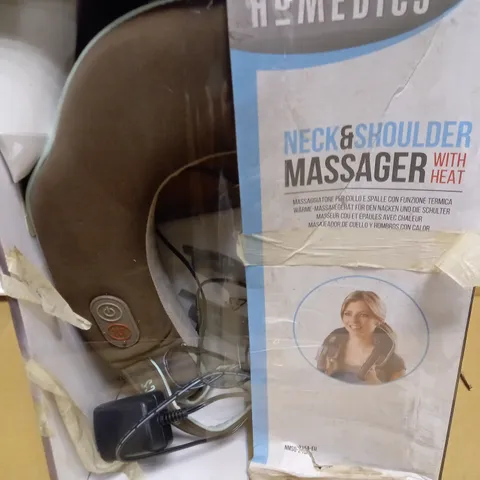 HOMEDICS
NECK&SHOULDER
MASSAGER WITH
HEAT
MASSAGGIATORE PER COLLO E SPALLE CON FUNZIONE TERMICA
WÄRME-MASSAGEGERÄT FÜR DEN NACKEN UND DIE SCHULTER
MASSEUR COU ET ÉPAULES AVEC CHALEUR
MASAJEADOR DE CUELLO Y HOMBROS CON CALOR